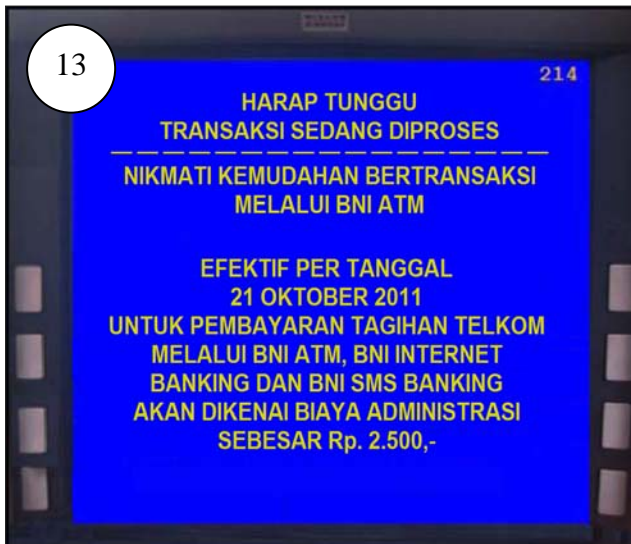 13
214
HARAP TUNGGU
TRANSAKSI SEDANG DIPROSES
— — — — — — — — — — — — — — — — —
NIKMATI KEMUDAHAN BERTRANSAKSI
MELALUI BNI ATM
EFEKTIF PER TANGGAL
21 OKTOBER 2011
UNTUK PEMBAYARAN TAGIHAN TELKOM
MELALUI BNI ATM, BNI INTERNET
BANKING DAN BNI SMS BANKING
AKAN DIKENAI BIAYA ADMINISTRASI
SEBESAR Rp. 2.500,-